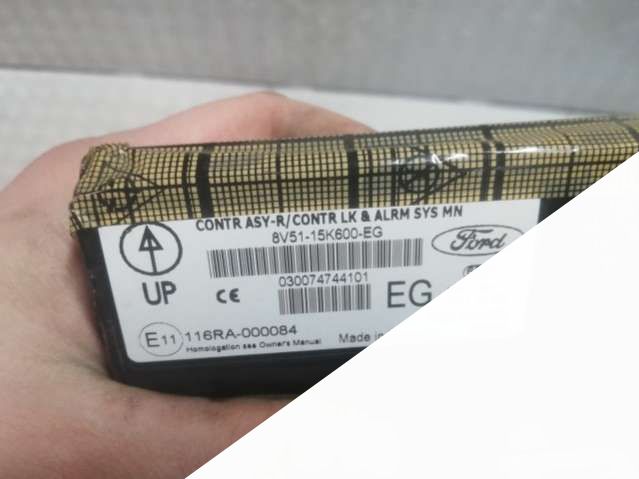 CONTR ASY-R/CONTR LK & ALRM SYS MN
8V51-15K600-EG
Ford
030074744101
UP
CE
EG
E11
116RA-000084
Made in
Homologation see Owners Manual